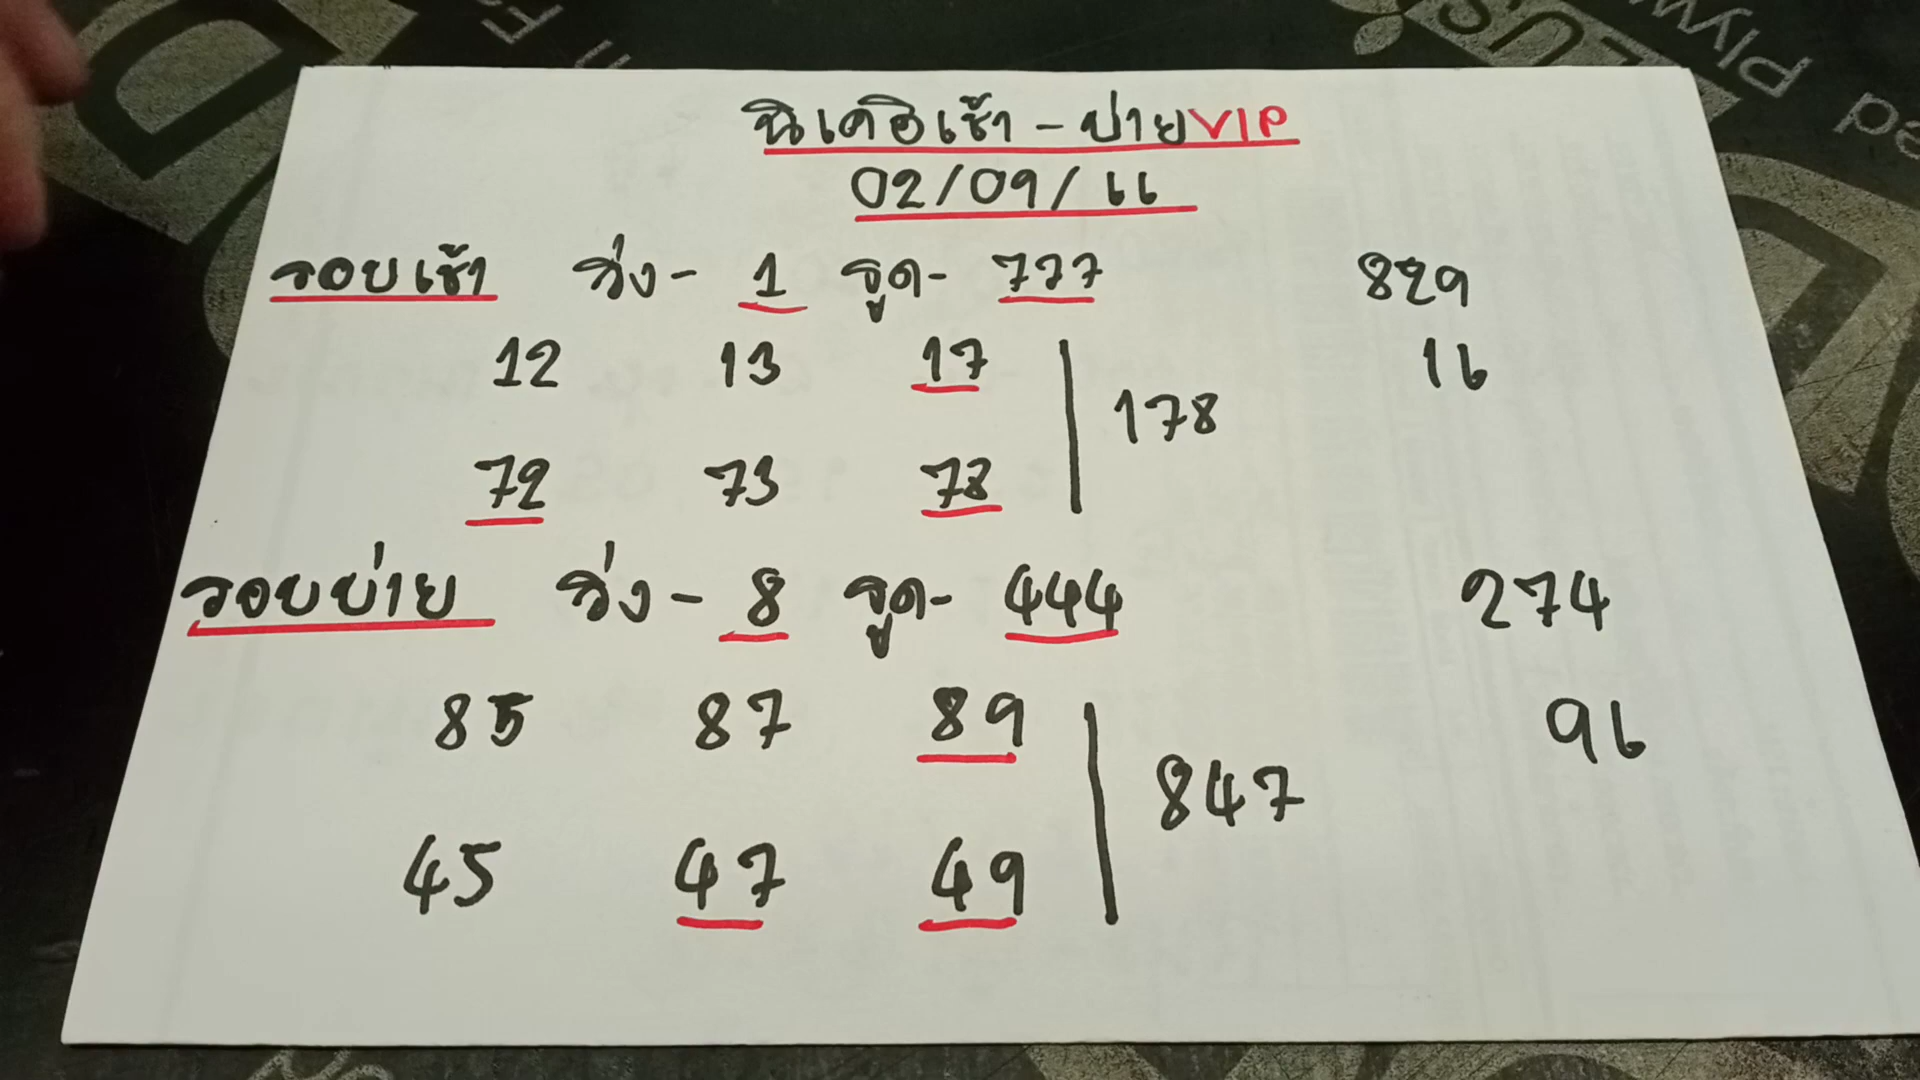 นิเคอิเช้า - บ่ายVIP
02/09/66
รอบเช้า วิ่ง- 1 รูด- 777 829
12 13 17 16
178
72 73 78
รอบบ่าย วิ่ง - 8 รูด- 444 274
85 87 89 96
847
45 47 49